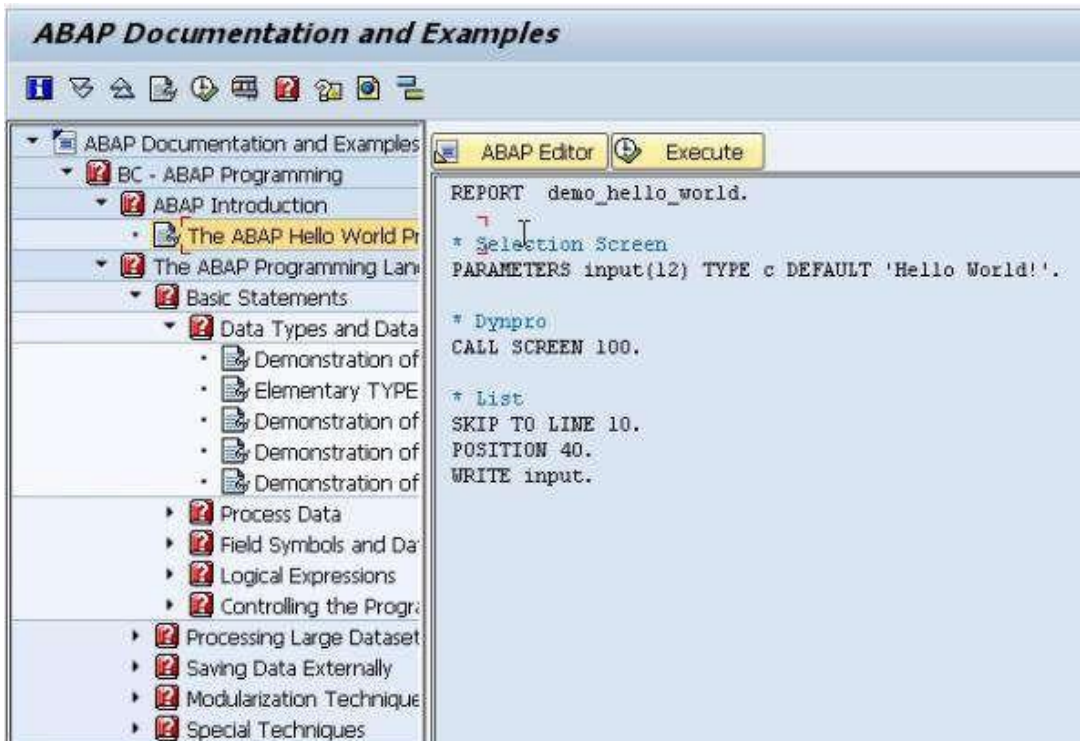 ABAP Documentation and Examples
ABAP Documentation and Examples
BC - ABAP Programming
ABAP Introduction
The ABAP Hello World Pr
The ABAP Programming Lan
Basic Statements
Data Types and Data
Demonstration of
Elementary TYPE
Demonstration of
Demonstration of
Demonstration of
Process Data
Field Symbols and Da
Logical Expressions
Controlling the Progra
Processing Large Dataset
Saving Data Externally
Modularization Technique
Special Techniques
ABAP Editor Execute
REPORT demo_hello_world.
* Selection Screen
PARAMETERS input(12) TYPE c DEFAULT 'Hello World!'.
* Dynpro
CALL SCREEN 100.
* List
SKIP TO LINE 10.
POSITION 40.
WRITE input.